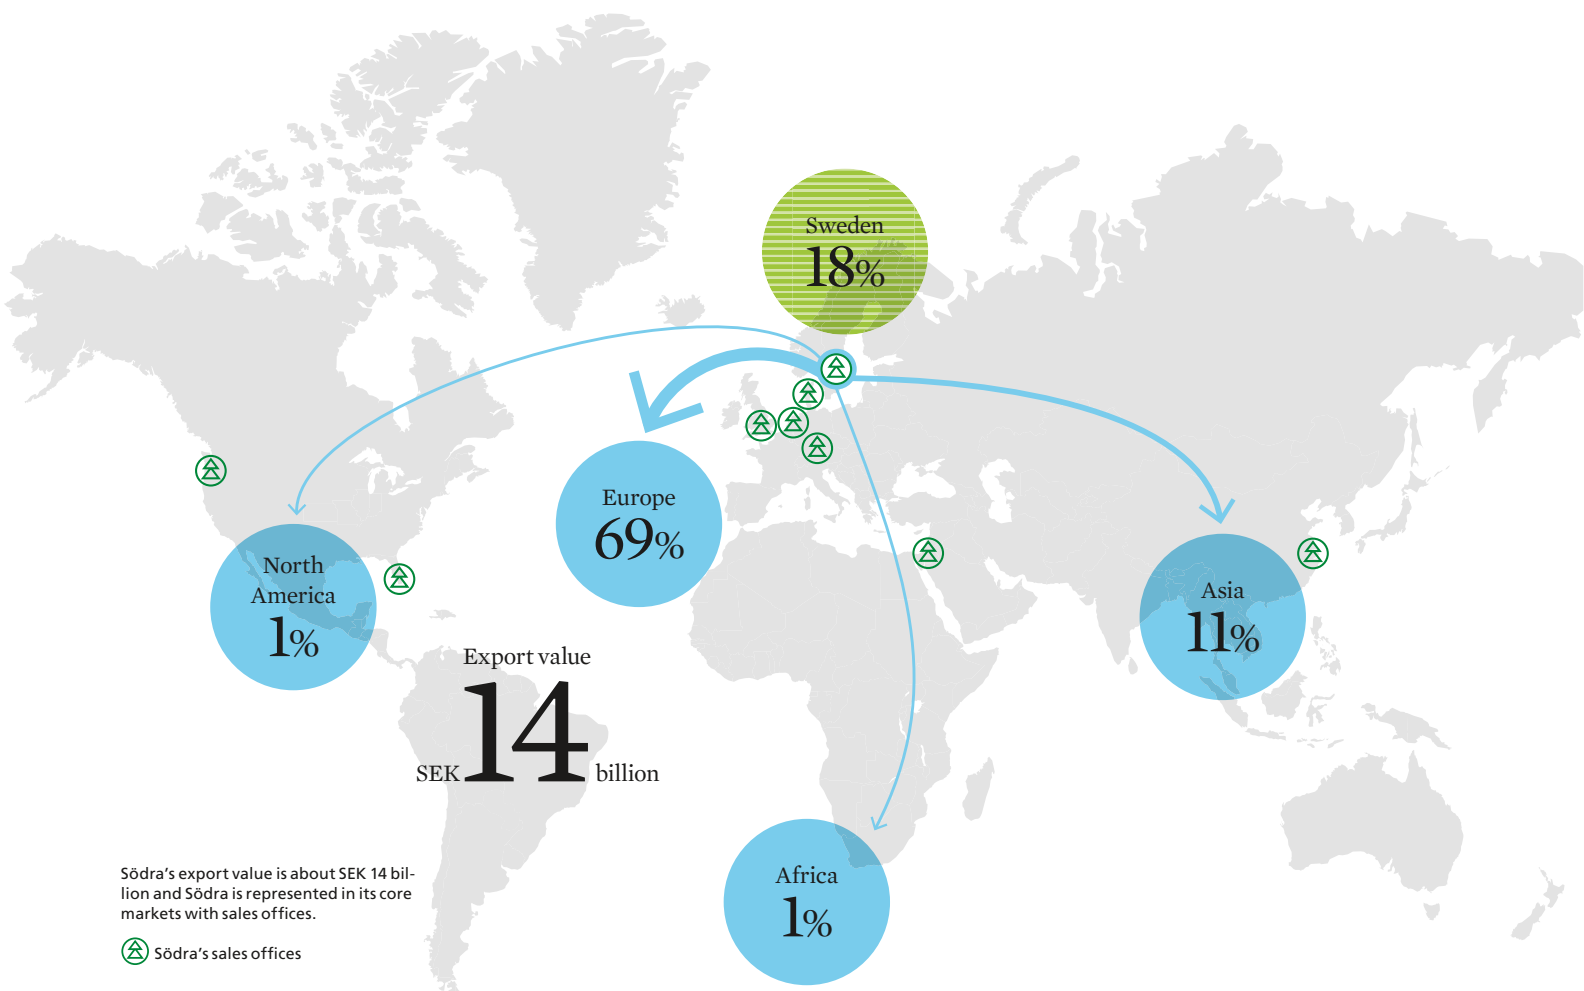 Sweden
18%
Europe
69%
North
America
1%
Asia
11%
Export value
SEK 14 billion
Africa
1%
Södra's export value is about SEK 14 bil-
lion and Södra is represented in its core
markets with sales offices.
Södra's sales offices